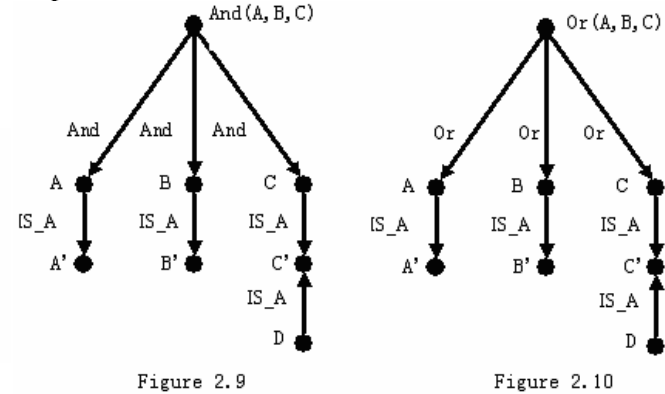 And(A,B,C)
Or(A,B,C)
And And And
Or Or Or
A B C
A B C
IS_A IS_A IS_A
IS_A IS_A IS_A
A' B' C'
A' B' C'
IS_A
IS_A
D
D
Figure 2.9
Figure 2.10